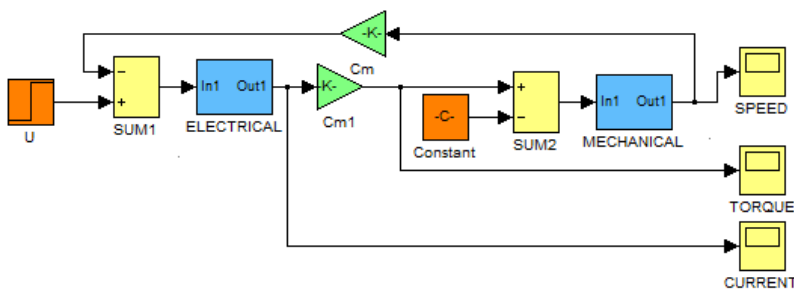 -K-
Cm
−
+
In1 Out1
K-
+
−
In1 Out1
SPEED
U
SUM1
ELECTRICAL
Cm1
-C-
Constant
SUM2
MECHANICAL
TORQUE
CURRENT